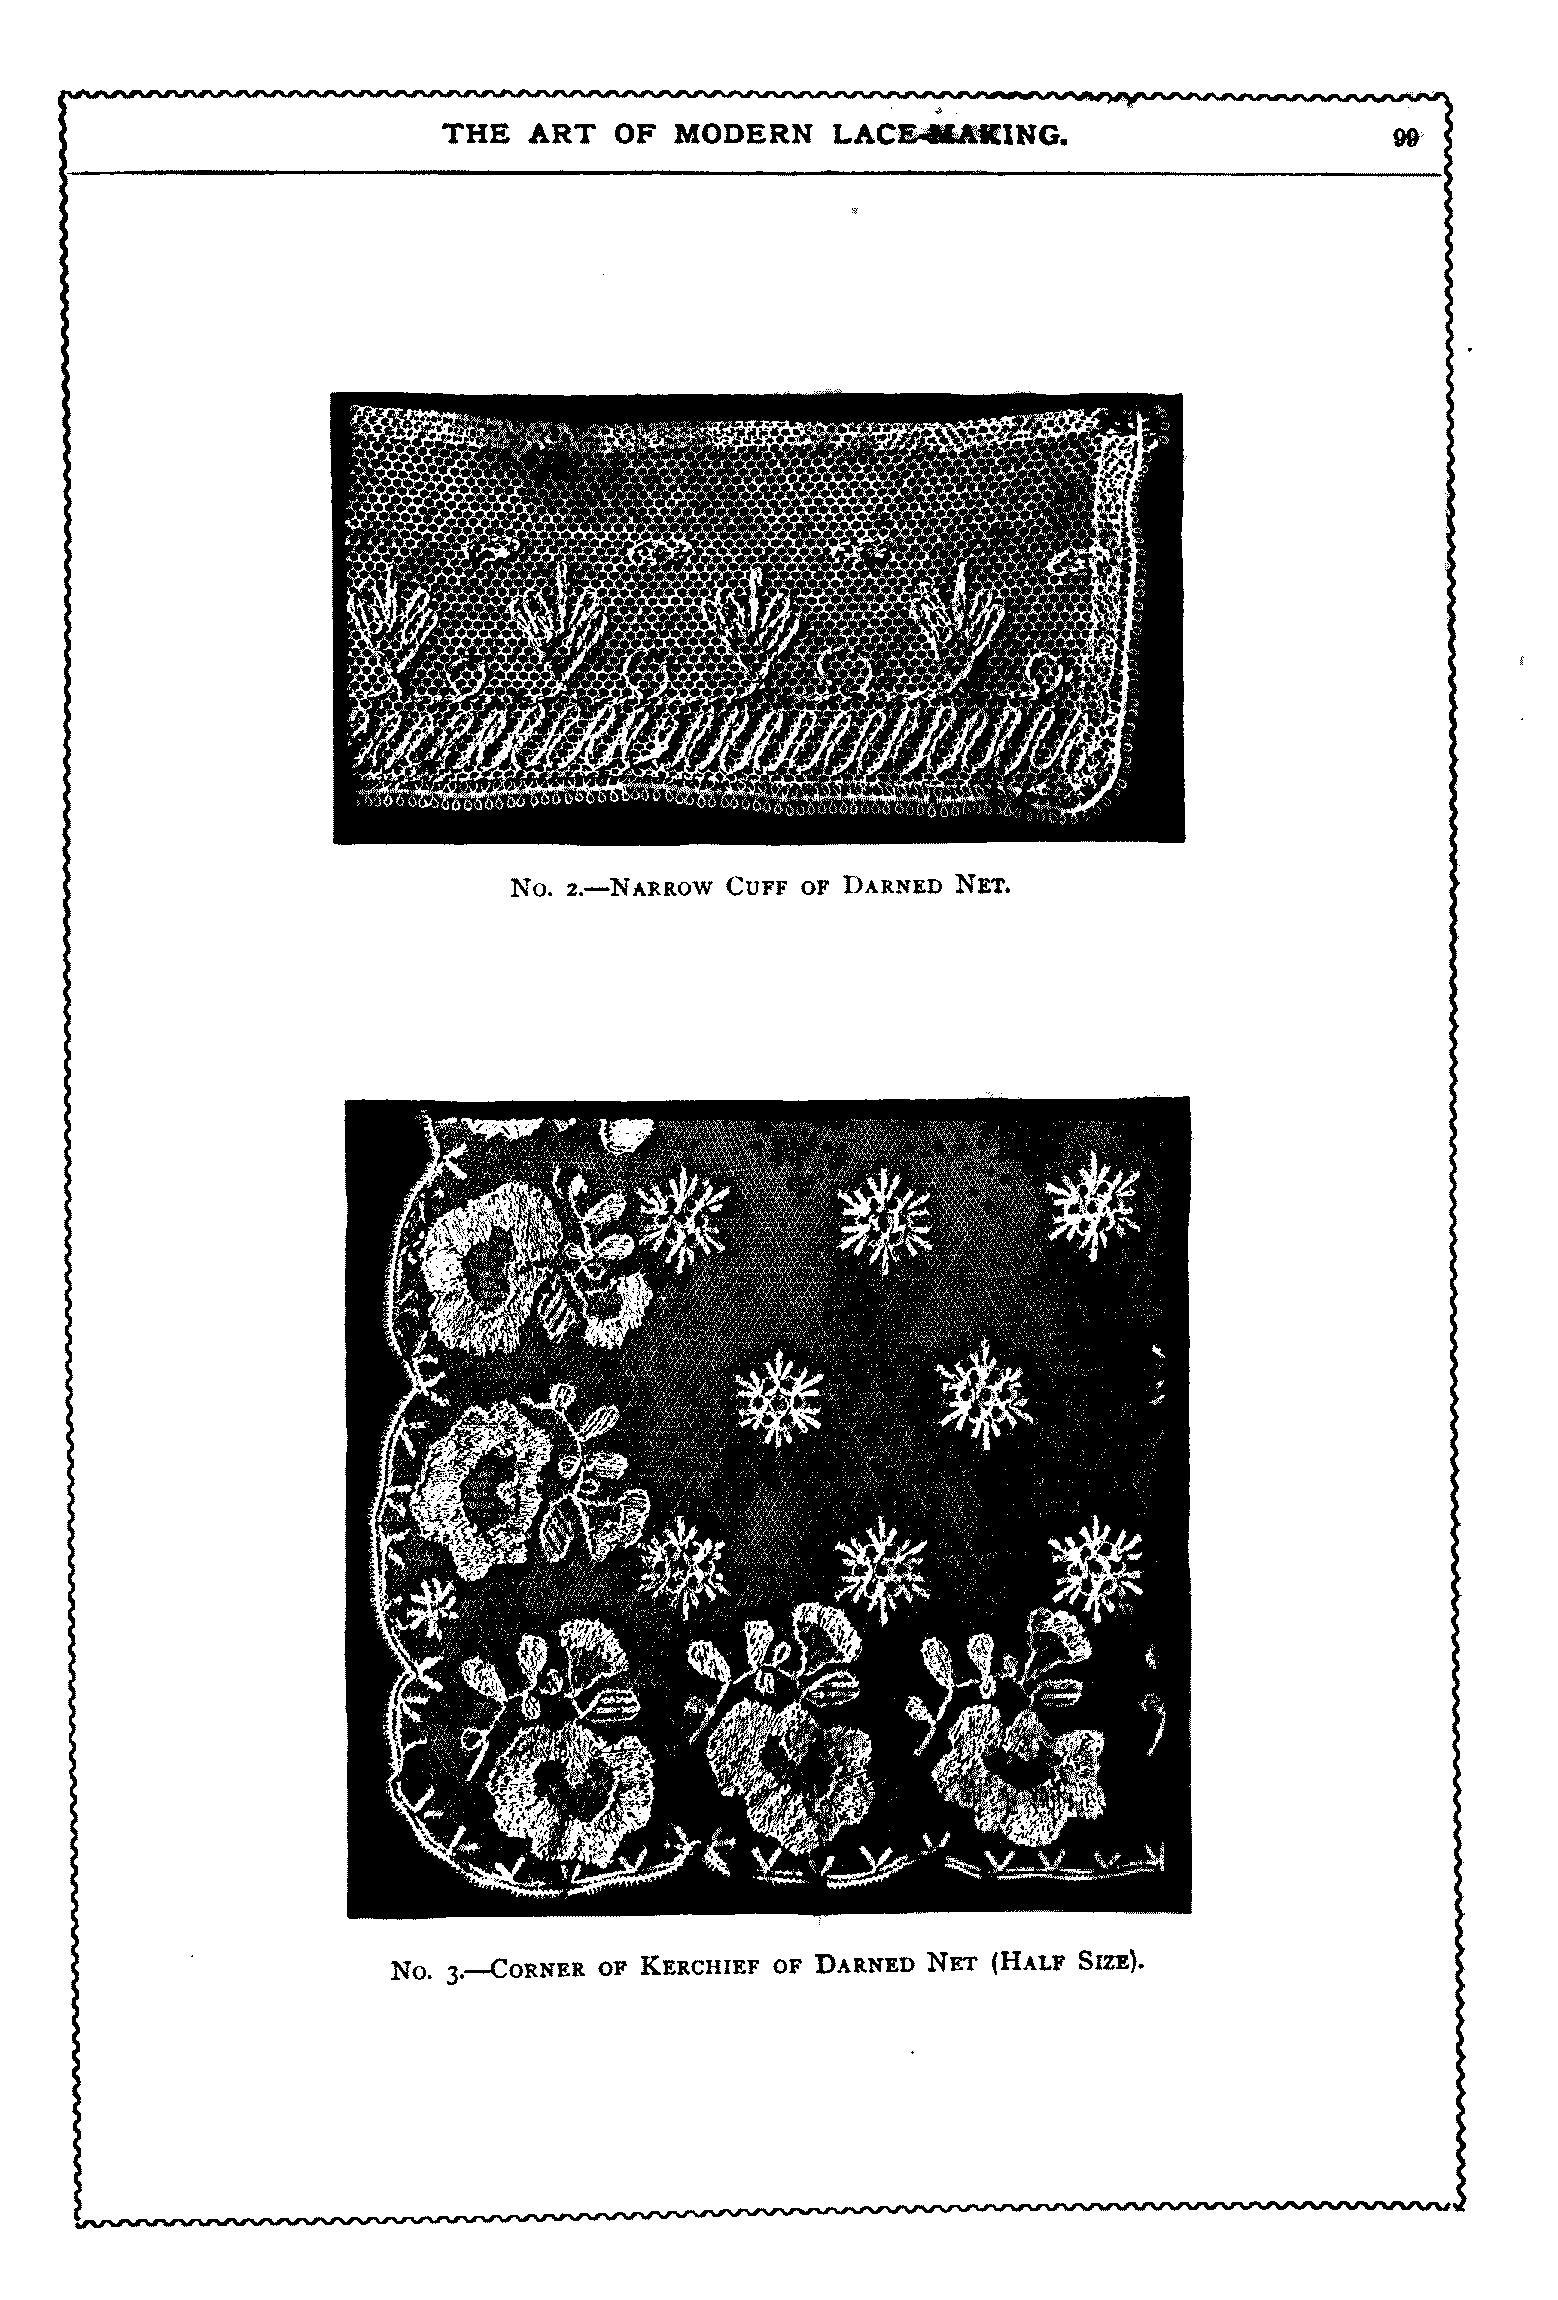 THE ART OF MODERN LACE-MAKING. 99
No. 2.—Narrow Cuff of Darned Net.
No. 3.—Corner of Kerchief of Darned Net (Half Size).